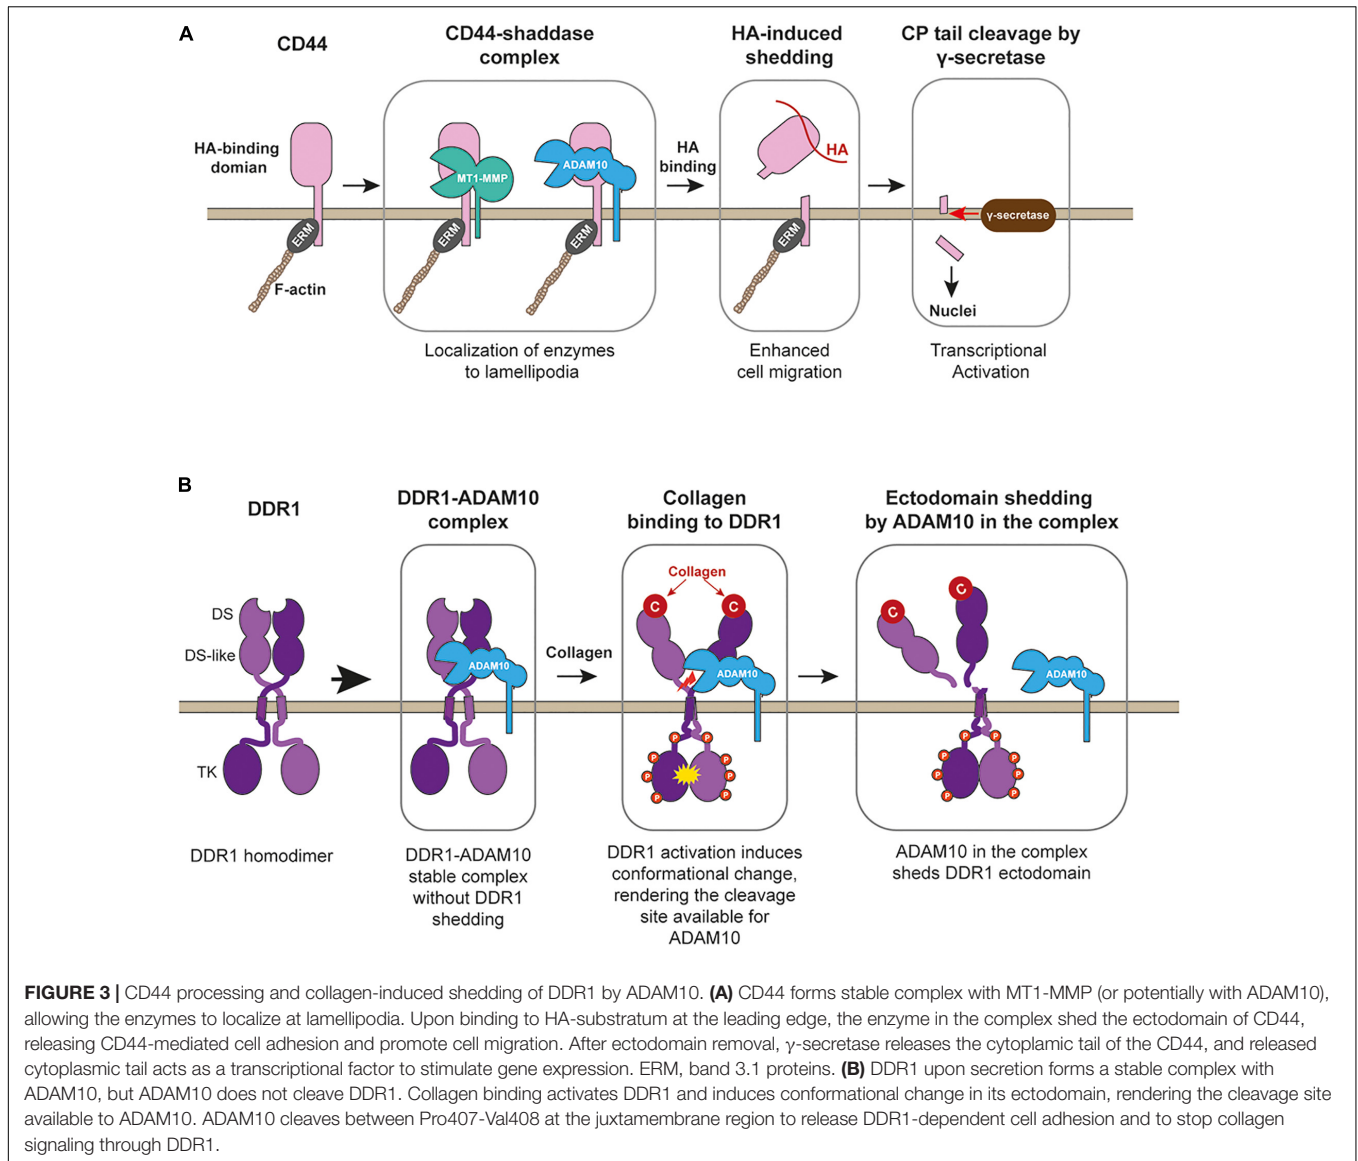 A
CD44
CD44-shaddase
complex
HA-induced
shedding
CP tail cleavage by
γ-secretase
HA-binding
domian
ERM
F-actin
MT1-MMP
ERM
ADAM10
ERM
HA
binding
HA
ERM
γ-secretase
Nuclei
Localization of enzymes
to lamellipodia
Enhanced
cell migration
Transcriptional
Activation
B
DDR1
DDR1-ADAM10
complex
Collagen
binding to DDR1
Ectodomain shedding
by ADAM10 in the complex
DS
DS-like
TK
ADAM10
Collagen
Collagen
C
C
ADAM10
P
P
P
P
P
P
P
P
C
C
ADAM10
P
P
P
P
P
P
P
P
DDR1 homodimer
DDR1-ADAM10
stable complex
without DDR1
shedding
DDR1 activation induces
conformational change,
rendering the cleavage
site available for
ADAM10
ADAM10 in the complex
sheds DDR1 ectodomain
FIGURE 3 | CD44 processing and collagen-induced shedding of DDR1 by ADAM10. (A) CD44 forms stable complex with MT1-MMP (or potentially with ADAM10),
allowing the enzymes to localize at lamellipodia. Upon binding to HA-substratum at the leading edge, the enzyme in the complex shed the ectodomain of CD44,
releasing CD44-mediated cell adhesion and promote cell migration. After ectodomain removal, γ-secretase releases the cytoplamic tail of the CD44, and released
cytoplasmic tail acts as a transcriptional factor to stimulate gene expression. ERM, band 3.1 proteins. (B) DDR1 upon secretion forms a stable complex with
ADAM10, but ADAM10 does not cleave DDR1. Collagen binding activates DDR1 and induces conformational change in its ectodomain, rendering the cleavage site
available to ADAM10. ADAM10 cleaves between Pro407-Val408 at the juxtamembrane region to release DDR1-dependent cell adhesion and to stop collagen
signaling through DDR1.